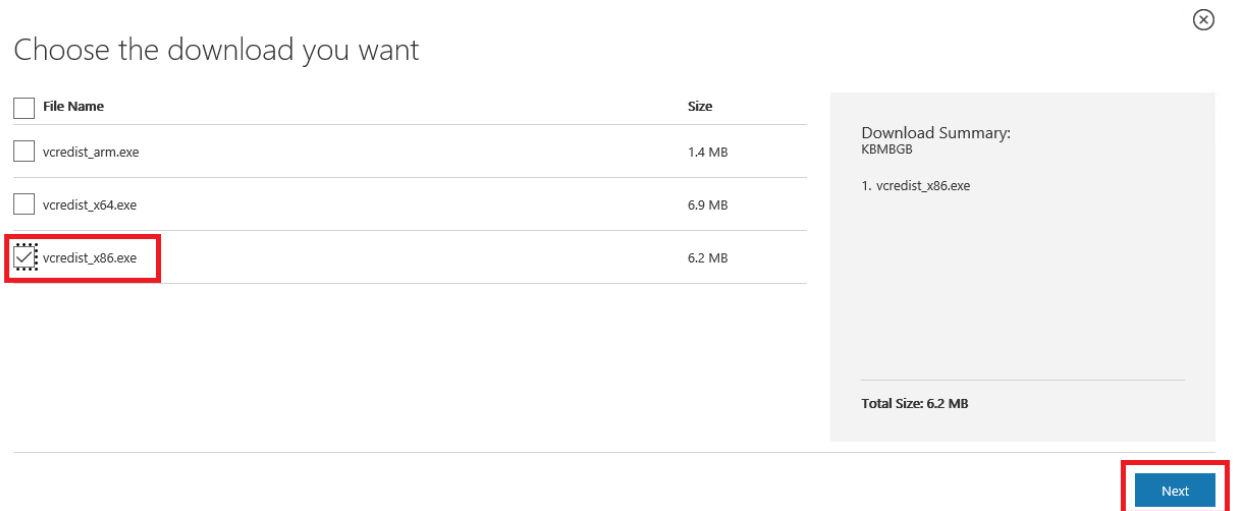 Choose the download you want
File Name Size
vcredist_arm.exe 1.4 MB
vcredist_x64.exe 6.9 MB
vcredist_x86.exe 6.2 MB
Download Summary:
KBMBGB
1. vcredist_x86.exe
Total Size: 6.2 MB
Next